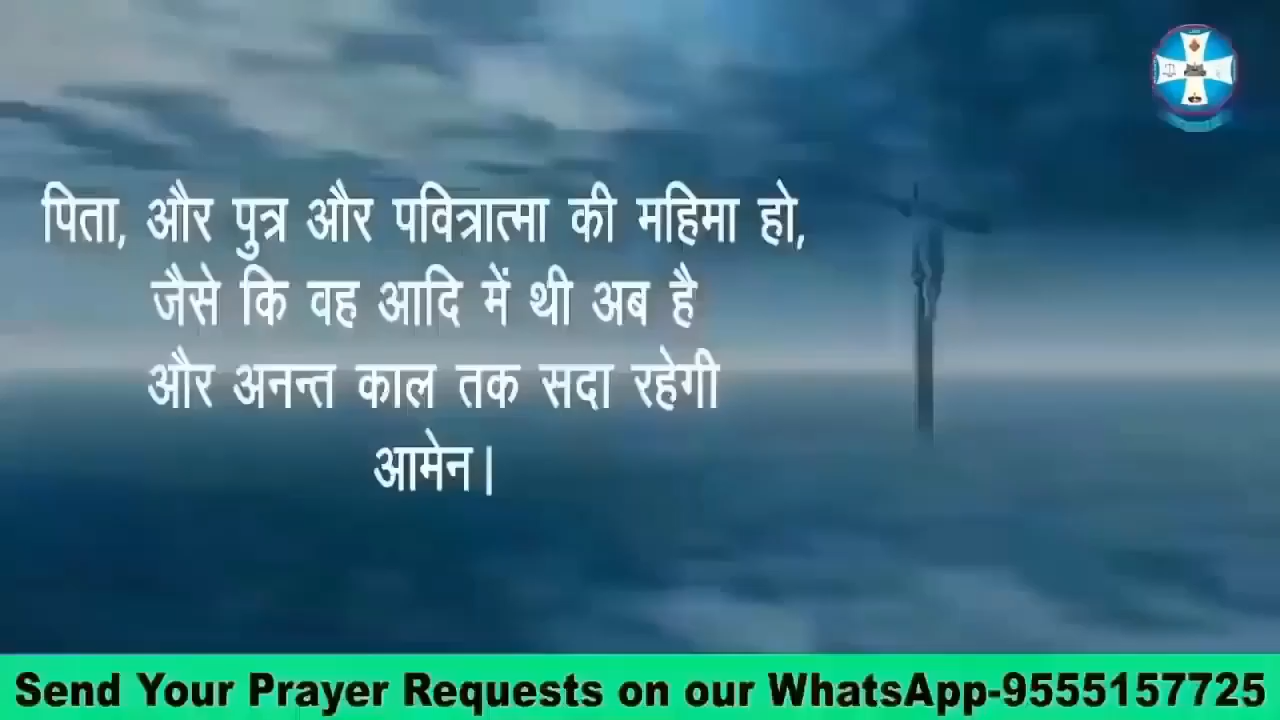 पिता, और पुत्र और पवित्रात्मा की महिमा हो,
जैसे कि वह आदि में थी अब है
और अनन्त काल तक सदा रहेगी
आमेन।
Send Your Prayer Requests on our WhatsApp-9555157725